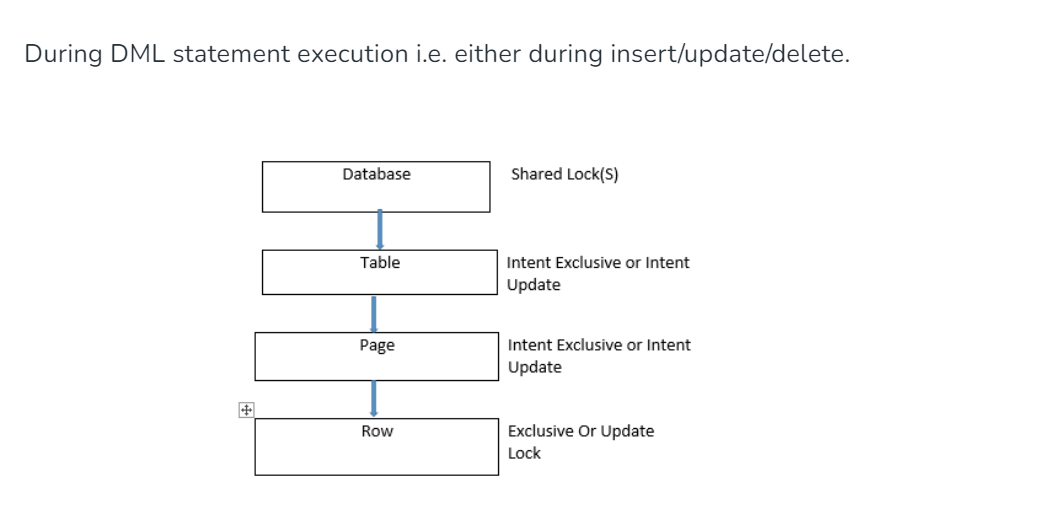 During DML statement execution i.e. either during insert/update/delete.
Database
Shared Lock(S)
Table
Intent Exclusive or Intent
Update
Page
Intent Exclusive or Intent
Update
Row
Exclusive Or Update
Lock